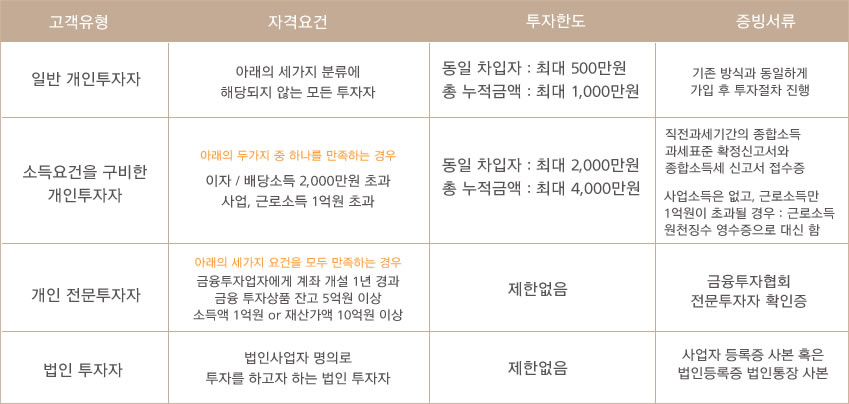 고객유형
자격요건
투자한도
증빙서류
일반 개인투자자
아래의 세가지 분류에
해당되지 않는 모든 투자자
동일 차입자 : 최대 500만원
총 누적금액 : 최대 1,000만원
기존 방식과 동일하게
가입 후 투자절차 진행
소득요건을 구비한
개인투자자
아래의 두가지 중 하나를 만족하는 경우
이자 / 배당소득 2,000만원 초과
사업, 근로소득 1억원 초과
동일 차입자 : 최대 2,000만원
총 누적금액 : 최대 4,000만원
직전과세기간의 종합소득
과세표준 확정신고서와
종합소득세 신고서 접수증
사업소득은 없고, 근로소득만
1억원이 초과될 경우 : 근로소득
원천징수 영수증으로 대신 함
개인 전문투자자
아래의 세가지 요건을 모두 만족하는 경우
금융투자업자에게 계좌 개설 1년 경과
금융 투자상품 잔고 5억원 이상
소득액 1억원 or 재산가액 10억원 이상
제한없음
금융투자협회
전문투자자 확인증
법인 투자자
법인사업자 명의로
투자를 하고자 하는 법인 투자자
제한없음
사업자 등록증 사본 혹은
법인등록증 법인통장 사본